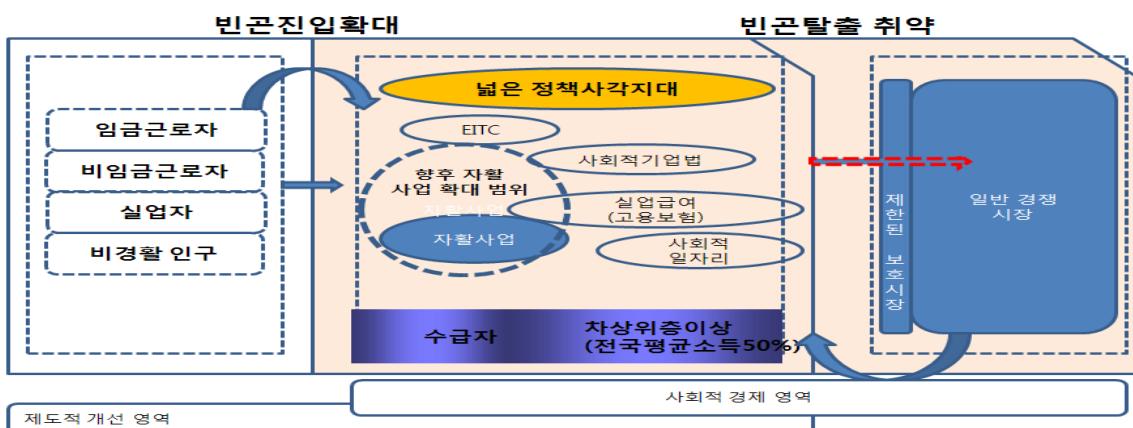 빈곤진입확대
빈곤탈출 취약
임금근로자
비임금근로자
실업자
비경활 인구
넓은 정책사각지대
EITC
사회적기업법
향후 자활
사업 확대 범위
자활사업
실업급여
(고용보험)
자활사업
사회적
일자리
수급자
차상위층이상
(전국평균소득50%)
제한된 보호시장
일반 경쟁
시장
사회적 경제 영역
제도적 개선 영역